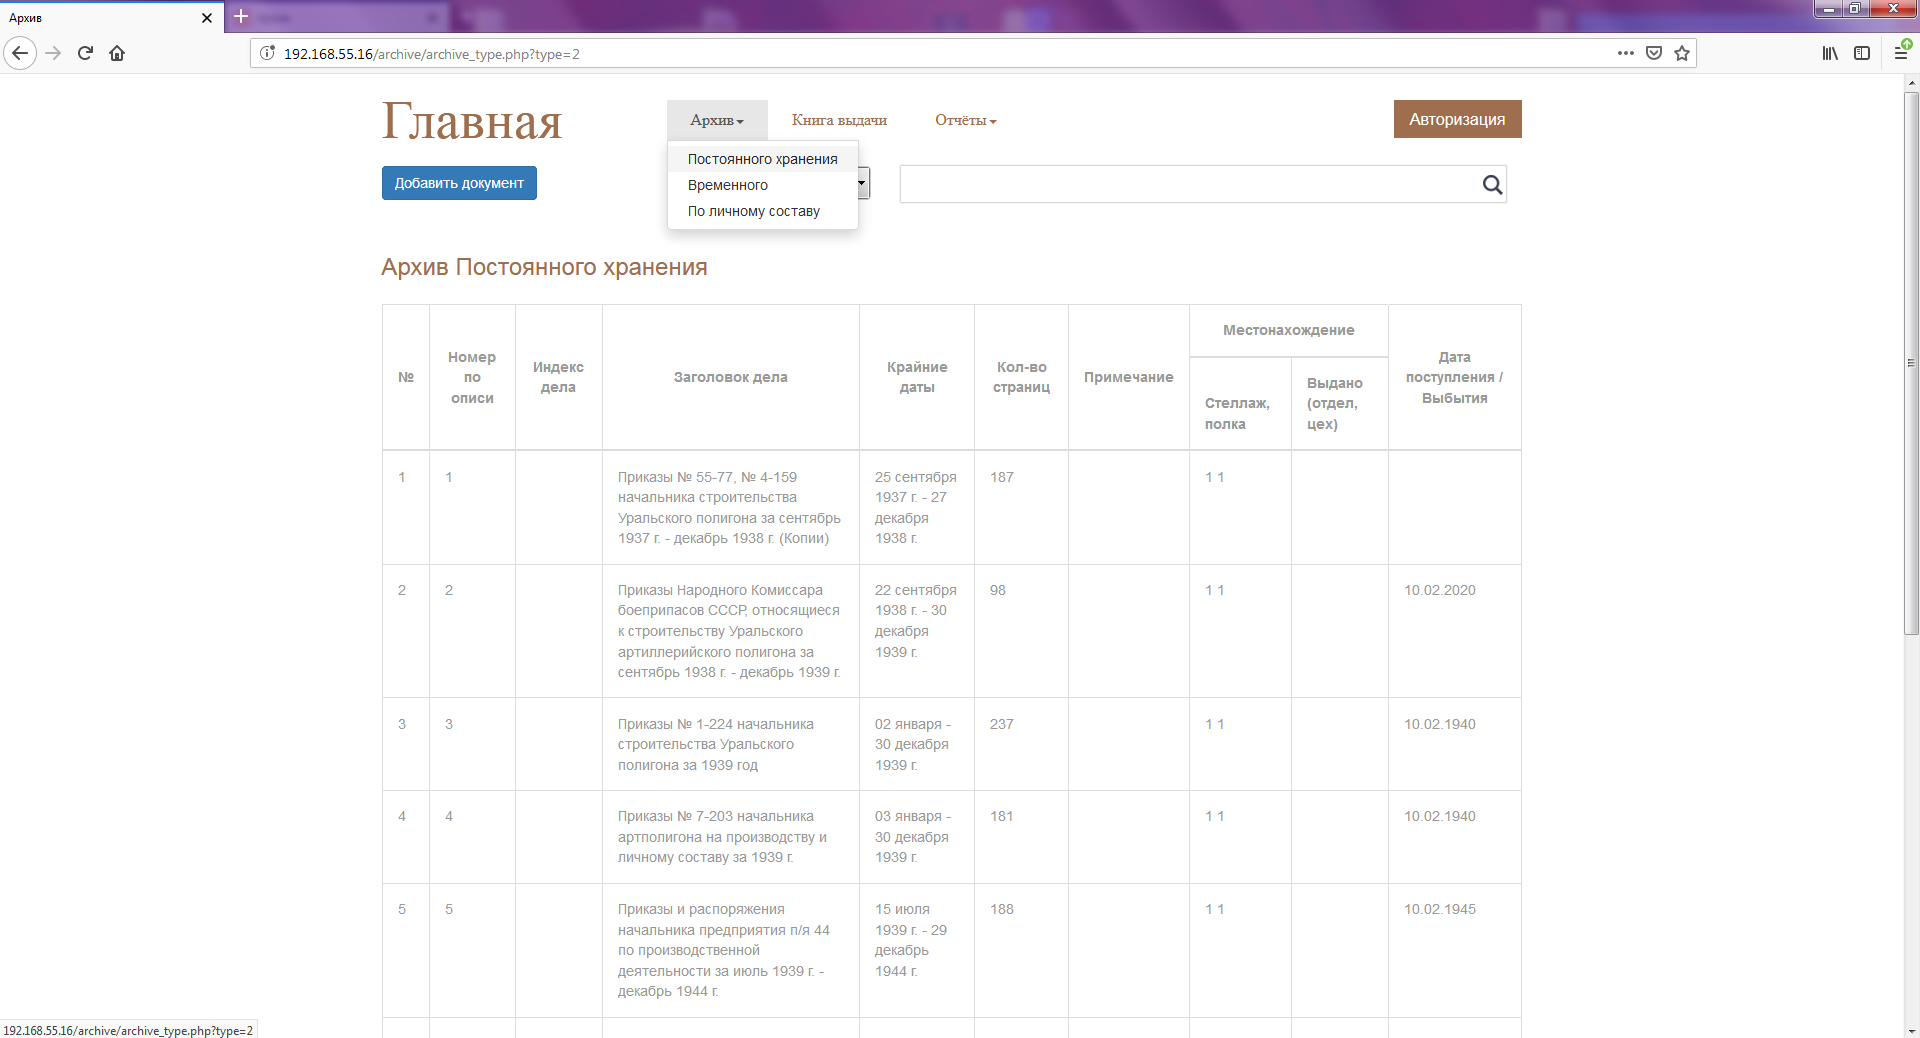 Архив
192.168.55.16/archive/archive_type.php?type=2
Главная
Архив
Книга выдачи
Отчёты
Авторизация
Постоянного хранения
Временного
По личному составу
Добавить документ
Архив Постоянного хранения
№
Номер
по
описи
Индекс
дела
Заголовок дела
Крайние
даты
Кол-во
страниц
Примечание
Местонахождение
Стеллаж,
полка
Выдано
(отдел,
цех)
Дата
поступления /
Выбытия
1
1
Приказы № 55-77, № 4-159
начальника строительства
Уральского полигона за сентябрь
1937 г. - декабрь 1938 г. (Копии)
25 сентября
1937 г. - 27
декабря
1938 г.
187
1 1
2
2
Приказы Народного Комиссара
боеприпасов СССР, относящиеся
к строительству Уральского
артиллерийского полигона за
сентябрь 1938 г. - декабрь 1939 г.
22 сентября
1938 г. - 30
декабря
1939 г.
98
1 1
10.02.2020
3
3
Приказы № 1-224 начальника
строительства Уральского
полигона за 1939 год
02 января -
30 декабря
1939 г.
237
1 1
10.02.1940
4
4
Приказы № 7-203 начальника
артполигона на производству и
личному составу за 1939 г.
03 января -
30 декабря
1939 г.
181
1 1
10.02.1940
5
5
Приказы и распоряжения
начальника предприятия п/я 44
по производственной
деятельности за июль 1939 г. -
декабрь 1944 г.
15 июля
1939 г. - 29
декабрь
1944 г.
188
1 1
10.02.1945
192.168.55.16/archive/archive_type.php?type=2